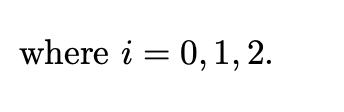 where i = 0, 1, 2.